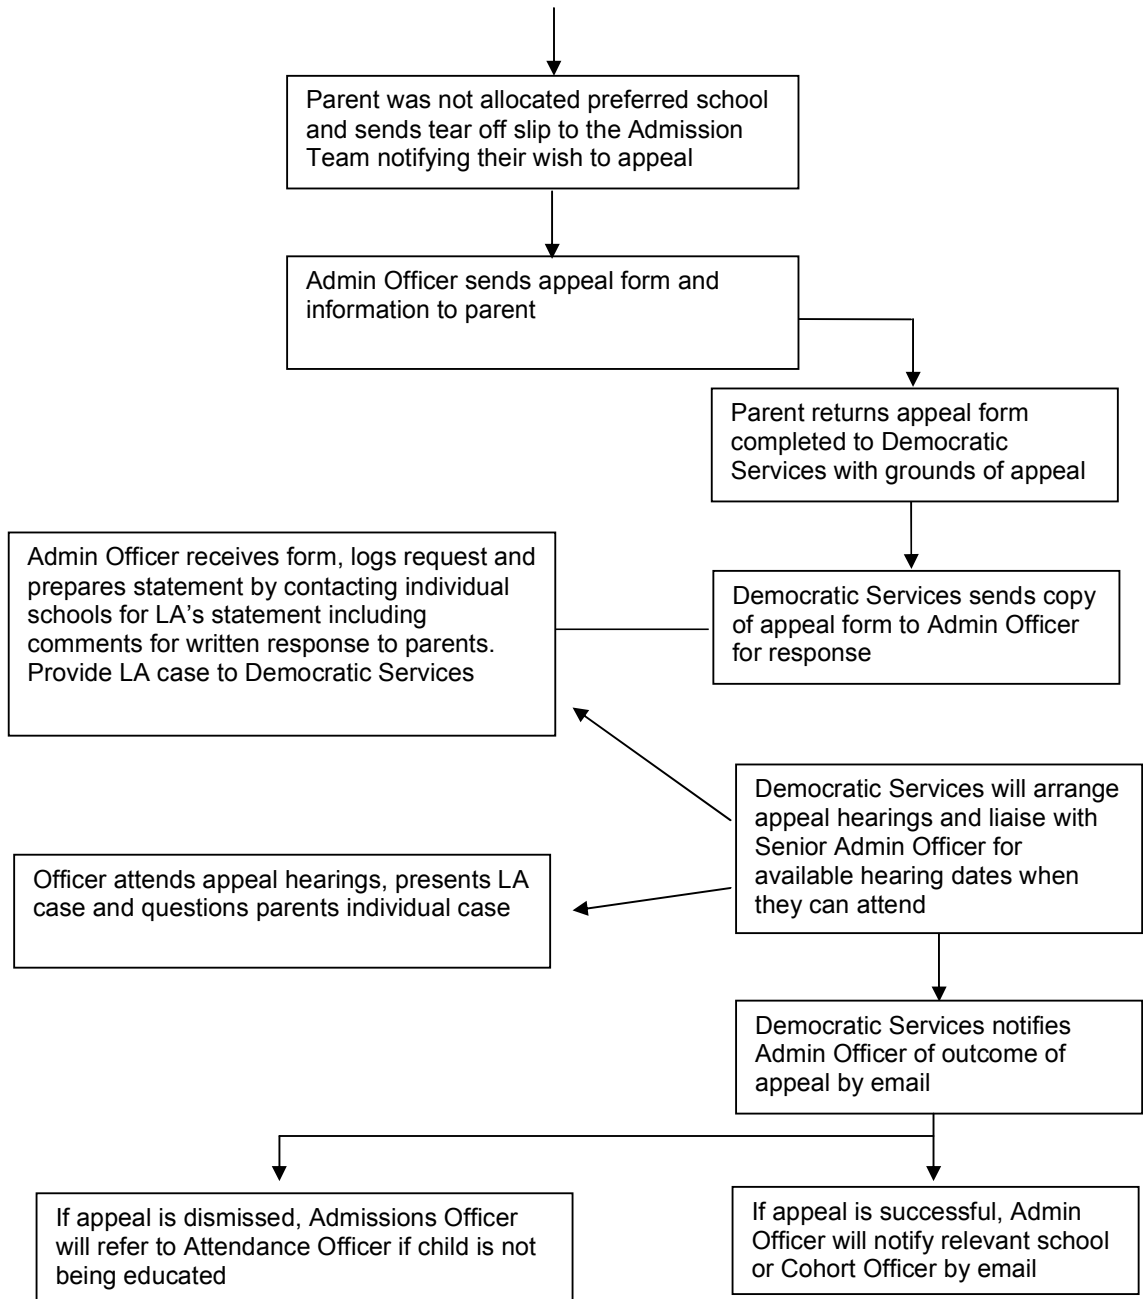 Parent was not allocated preferred school
and sends tear off slip to the Admission
Team notifying their wish to appeal
Admin Officer sends appeal form and
information to parent
Parent returns appeal form
completed to Democratic
Services with grounds of appeal
Admin Officer receives form, logs request and
prepares statement by contacting individual
schools for LA’s statement including
comments for written response to parents.
Provide LA case to Democratic Services
Democratic Services sends copy
of appeal form to Admin Officer
for response
Democratic Services will arrange
appeal hearings and liaise with
Senior Admin Officer for
available hearing dates when
they can attend
Officer attends appeal hearings, presents LA
case and questions parents individual case
Democratic Services notifies
Admin Officer of outcome of
appeal by email
If appeal is dismissed, Admissions Officer
will refer to Attendance Officer if child is not
being educated
If appeal is successful, Admin
Officer will notify relevant school
or Cohort Officer by email